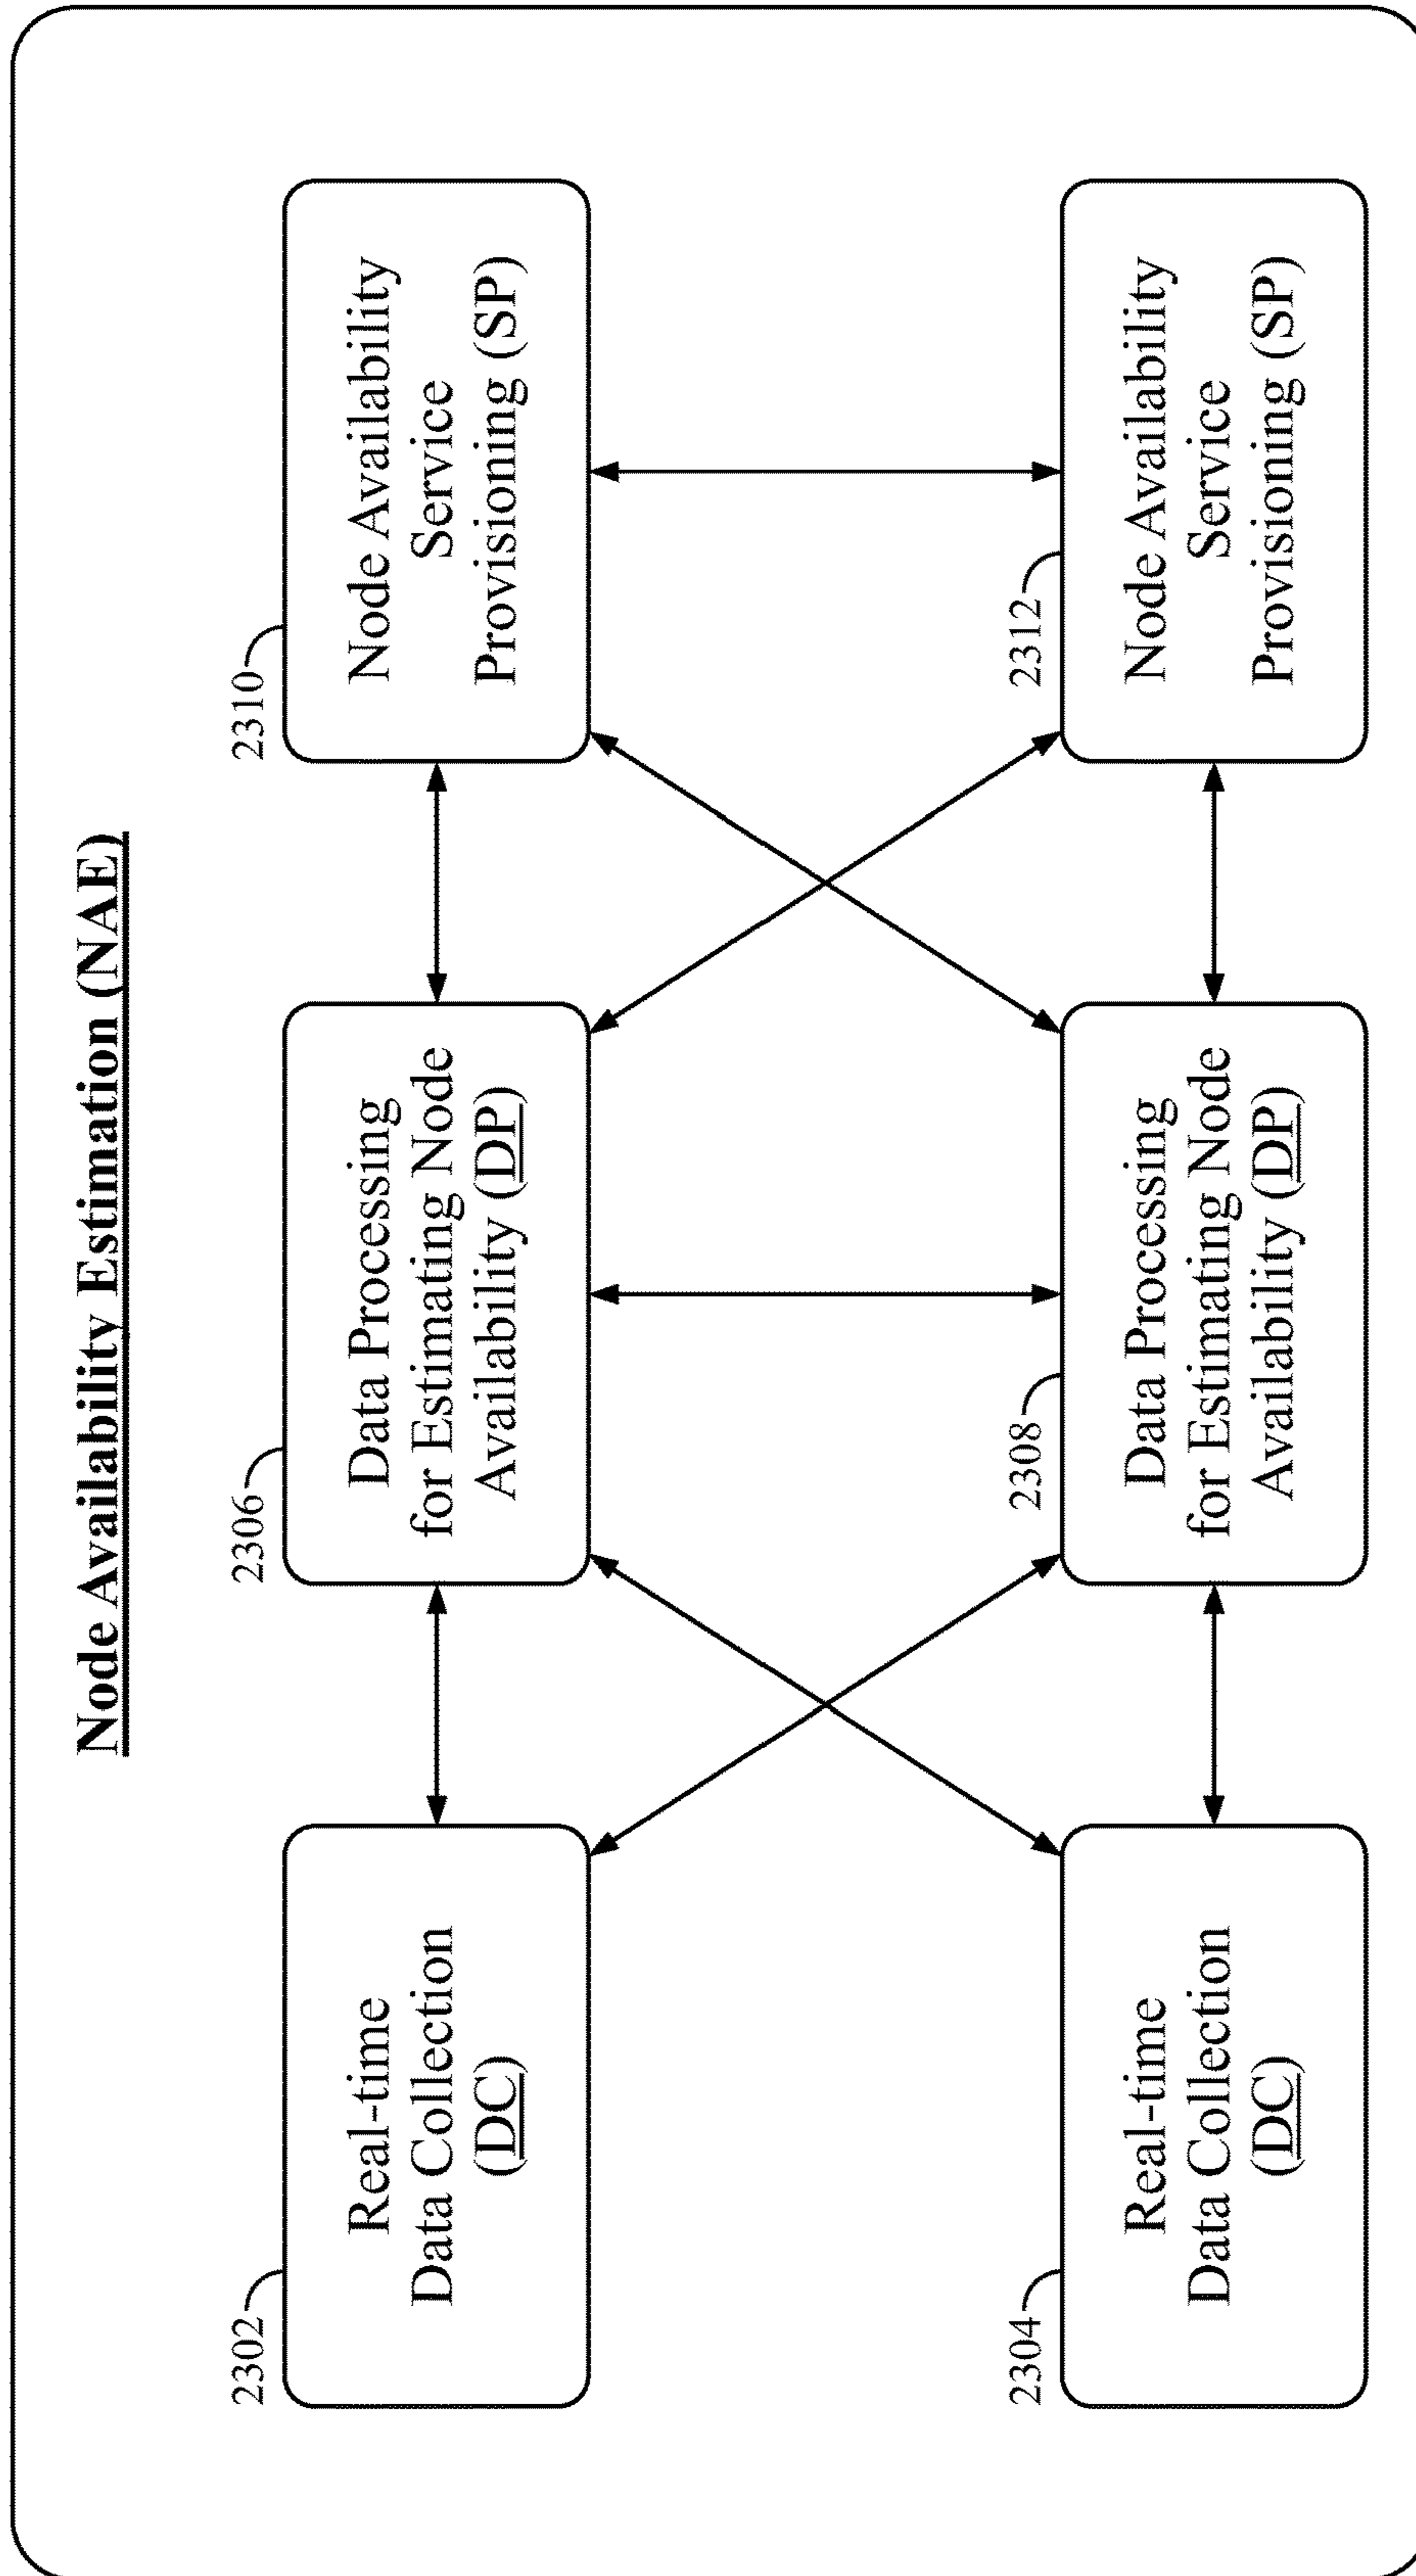 Node Availability Estimation (NAE)
2302
Real-time
Data Collection
(DC)
2306
Data Processing
for Estimating Node
Availability (DP)
2310
Node Availability
Service
Provisioning (SP)
2304
Real-time
Data Collection
(DC)
2308
Data Processing
for Estimating Node
Availability (DP)
2312
Node Availability
Service
Provisioning (SP)